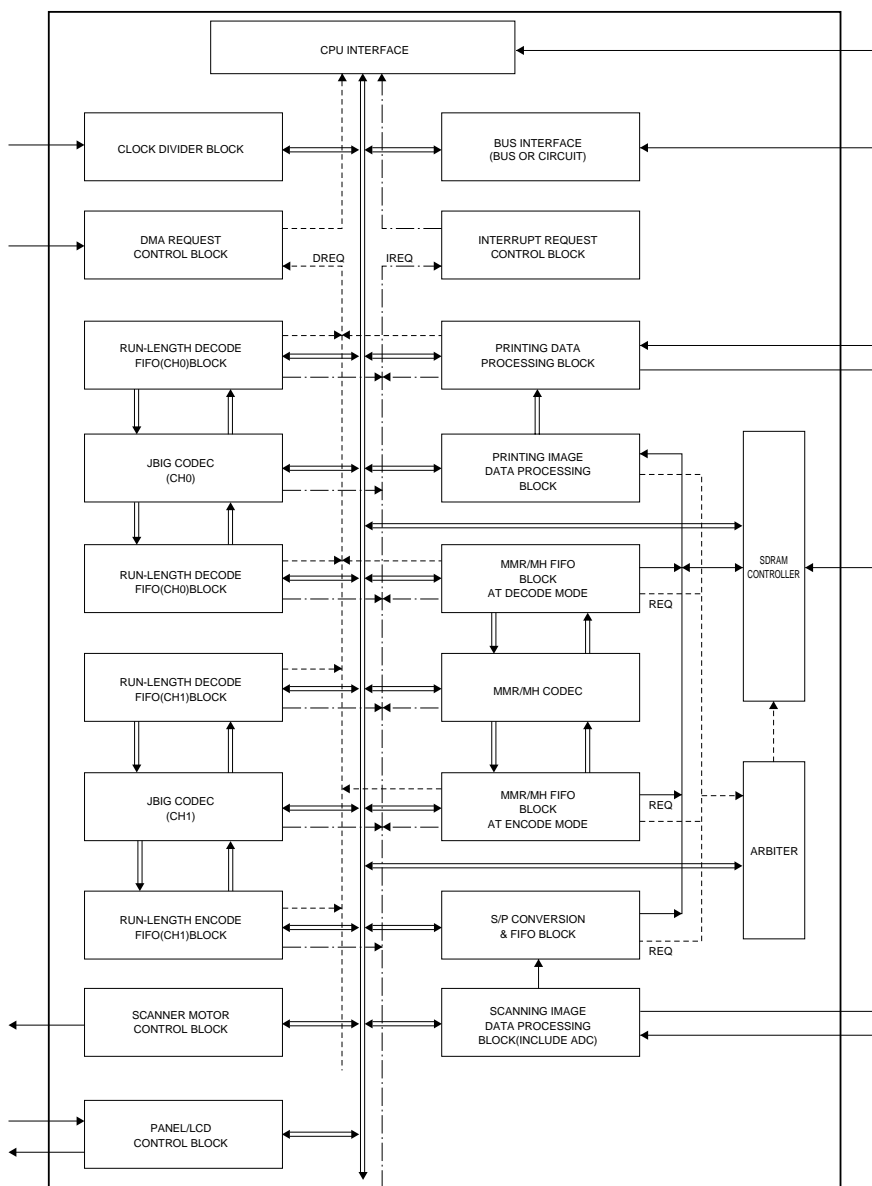 CPU INTERFACE
CLOCK DIVIDER BLOCK
BUS INTERFACE
(BUS OR CIRCUIT)
DMA REQUEST
CONTROL BLOCK
INTERRUPT REQUEST
CONTROL BLOCK
DREQ
IREQ
RUN-LENGTH DECODE
FIFO(CH0)BLOCK
PRINTING DATA
PROCESSING BLOCK
JBIG CODEC
(CH0)
PRINTING IMAGE
DATA PROCESSING
BLOCK
RUN-LENGTH DECODE
FIFO(CH0)BLOCK
MMR/MH FIFO
BLOCK
AT DECODE MODE
REQ
SDRAM
CONTROLLER
RUN-LENGTH DECODE
FIFO(CH1)BLOCK
MMR/MH CODEC
JBIG CODEC
(CH1)
MMR/MH FIFO
BLOCK
AT ENCODE MODE
REQ
ARBITER
RUN-LENGTH ENCODE
FIFO(CH1)BLOCK
S/P CONVERSION
& FIFO BLOCK
REQ
SCANNER MOTOR
CONTROL BLOCK
SCANNING IMAGE
DATA PROCESSING
BLOCK(INCLUDE ADC)
PANEL/LCD
CONTROL BLOCK